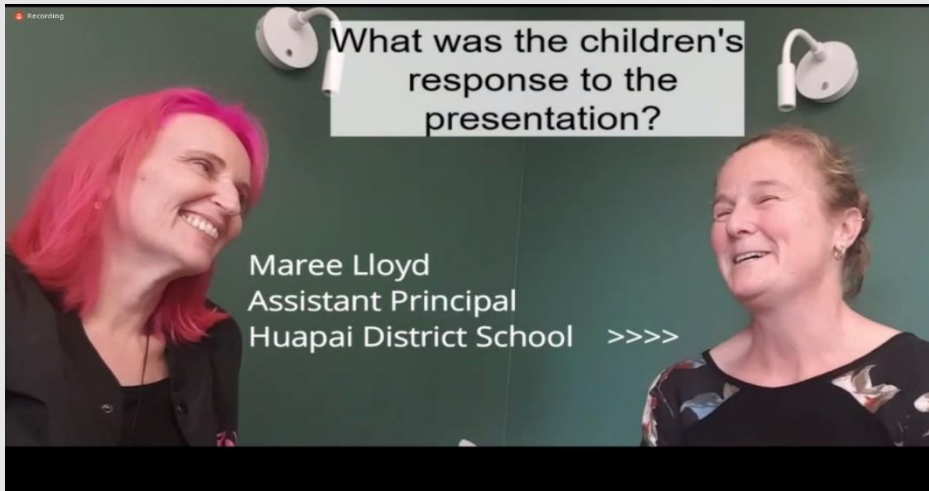 Recording
What was the children's
response to the
presentation?
Maree Lloyd
Assistant Principal
Huapai District School >>>>